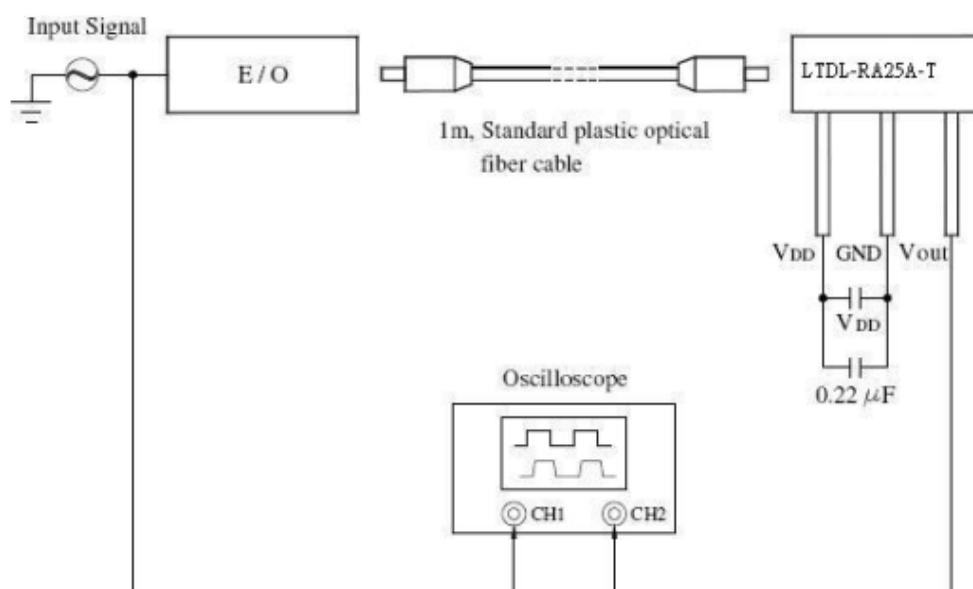 Input Signal
E / O
LTDL-RA25A-T
1m, Standard plastic optical
fiber cable
VDD GND Vout
VDD
0.22 μF
Oscilloscope
CH1 CH2